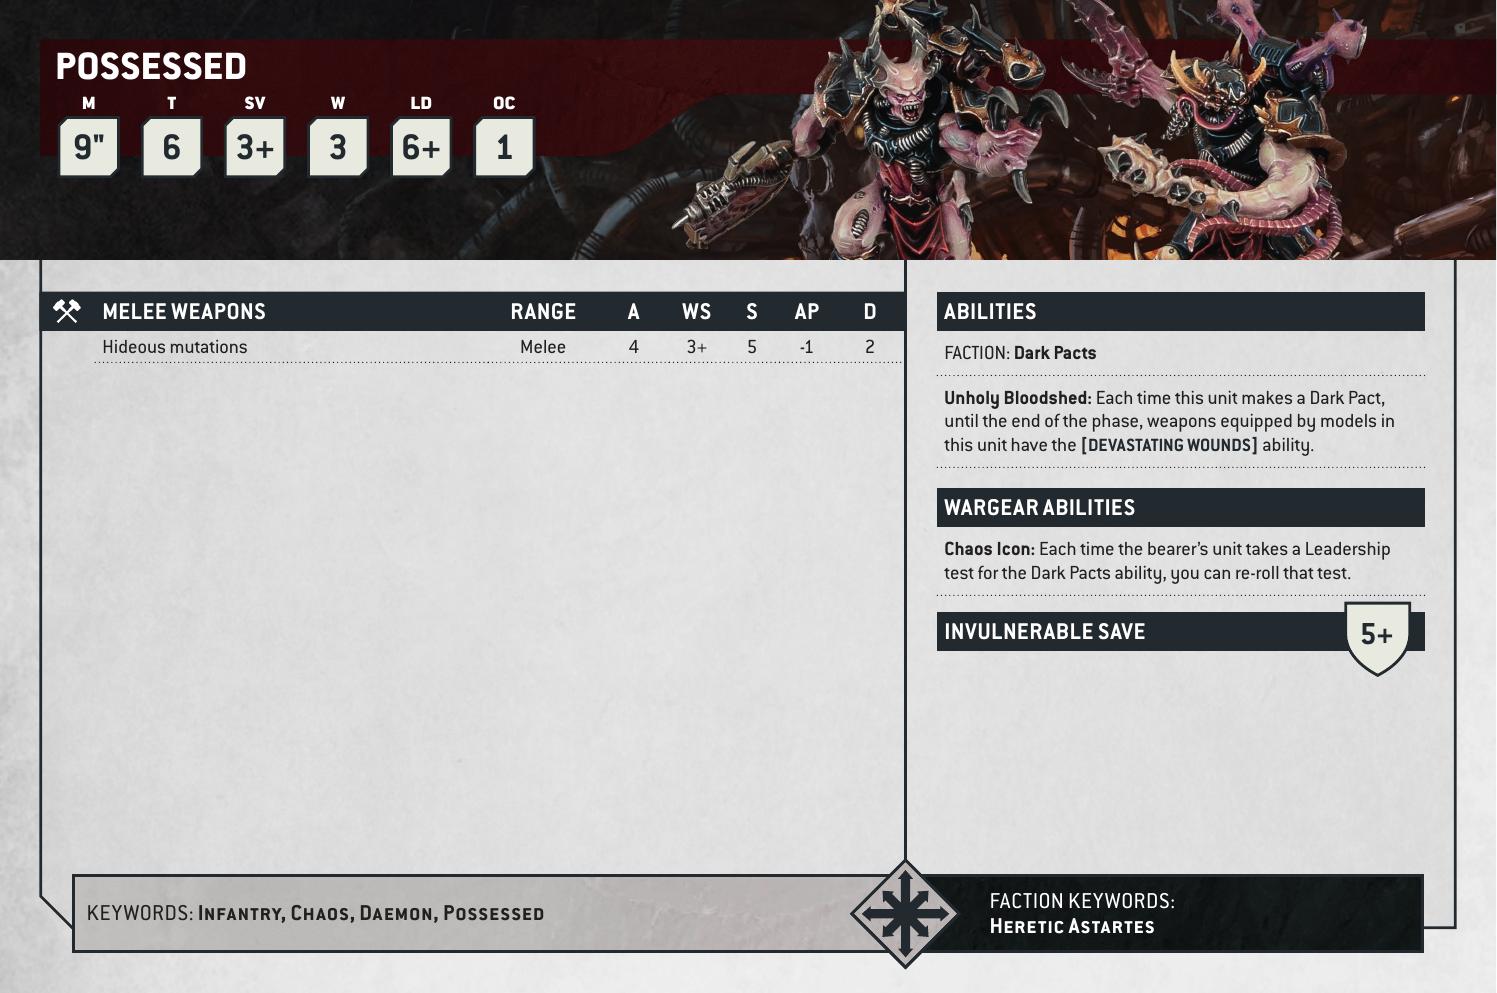 POSSESSED
M T SV W LD OC
9" 6 3+ 3 6+ 1
MELEE WEAPONS RANGE A WS S AP D
Hideous mutations Melee 4 3+ 5 -1 2
ABILITIES
FACTION: Dark Pacts
Unholy Bloodshed: Each time this unit makes a Dark Pact,
until the end of the phase, weapons equipped by models in
this unit have the [DEVASTATING WOUNDS] ability.
WARGEAR ABILITIES
Chaos Icon: Each time the bearer’s unit takes a Leadership
test for the Dark Pacts ability, you can re-roll that test.
INVULNERABLE SAVE 5+
KEYWORDS: INFANTRY, CHAOS, DAEMON, POSSESSED
FACTION KEYWORDS:
HERETIC ASTARTES